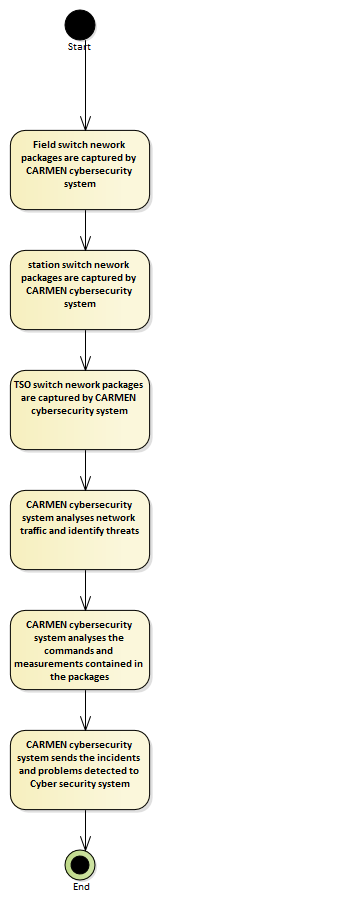 Start
Field switch nework
packages are captured by
CARMEN cybersecurity
system
station switch nework
packages are captured by
CARMEN cybersecurity
system
TSO switch nework packages
are captured by CARMEN
cybersecurity system
CARMEN cybersecurity
system analyses network
traffic and identify threats
CARMEN cybersecurity
system analyses the
commands and
measurements contained in
the packages
CARMEN cybersecurity
system sends the incidents
and problems detected to
Cyber security system
End